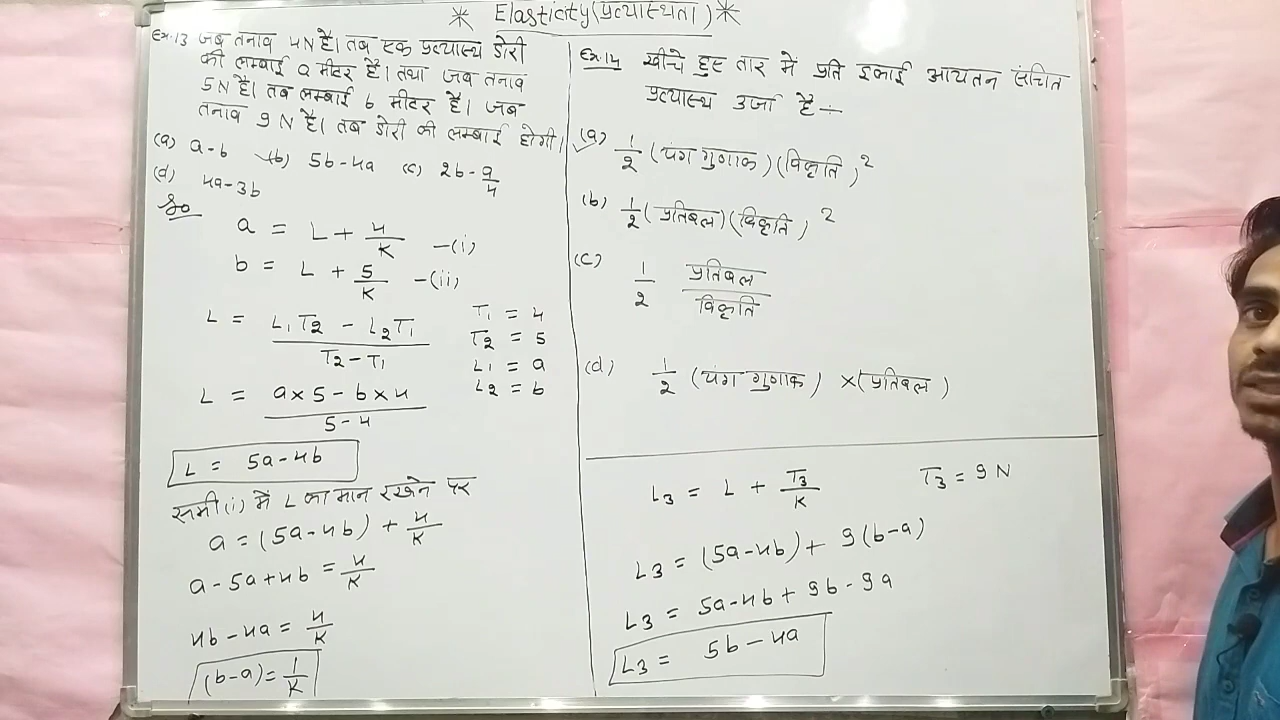 * Elasticity (प्रत्यास्थता) *
Ex.13 जब तनाव 4N है। तब एक प्रत्यास्थ डोरी
की लम्बाई a मीटर है। तथा जब तनाव
5N है। तब लम्बाई b मीटर है। जब
तनाव 9 N है। तब डोरी की लम्बाई होगी।
(a) a-b (b) 5b-4a (c) 2b-a/4
(d) 4a-3b
So
a = L + 4/K -(i)
b = L + 5/K -(ii)
L = (L₁T₂ - L₂T₁)/(T₂-T₁)
T₁ = 4
T₂ = 5
L₁ = a
L₂ = b
L = (a×5 - b×4)/(5-4)
L = 5a-4b
समी(i) में L का मान रखने पर
a = (5a-4b) + 4/K
a-5a+4b = 4/K
4b-4a = 4/K
(b-a) = 1/K
Ex.14 खींचे हुए तार में प्रति इकाई आयतन संचित
प्रत्यास्थ उर्जा है ÷
(a) 1/2 (यंग गुणाक) (विकृति)²
(b) 1/2 (प्रतिबल) (विकृति)²
(c) 1/2 प्रतिबल/विकृति
(d) 1/2 (यंग गुणाक) ×(प्रतिबल)
L₃ = L + T₃/K T₃ = 9 N
L₃ = (5a-4b) + 9(b-a)
L₃ = 5a-4b+9b-9a
L₃ = 5b-4a